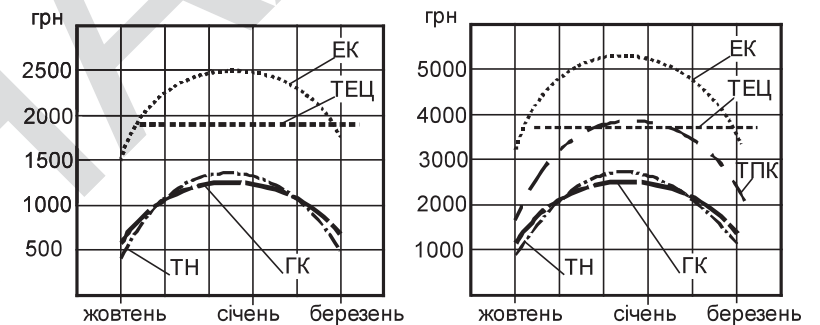 грн
2500
2000
1500
1000
500
ЕК
ТЕЦ
ТН
ГК
жовтень січень березень
грн
5000
4000
3000
2000
1000
ЕК
ТЕЦ
ТПК
ТН
ГК
жовтень січень березень